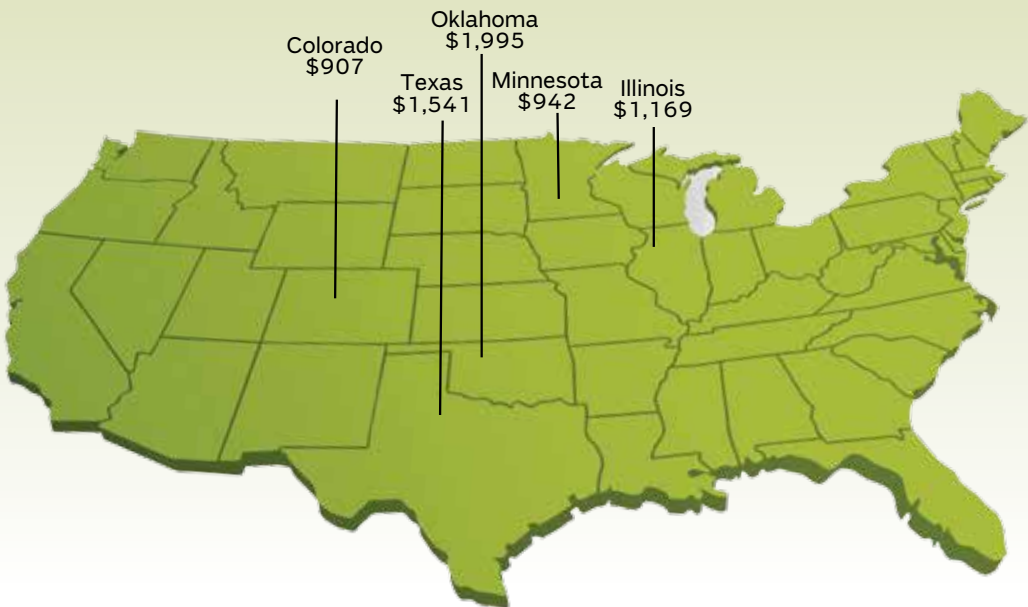 Oklahoma
$1,995
Colorado
$907
Texas
$1,541
Minnesota
$942
Illinois
$1,169